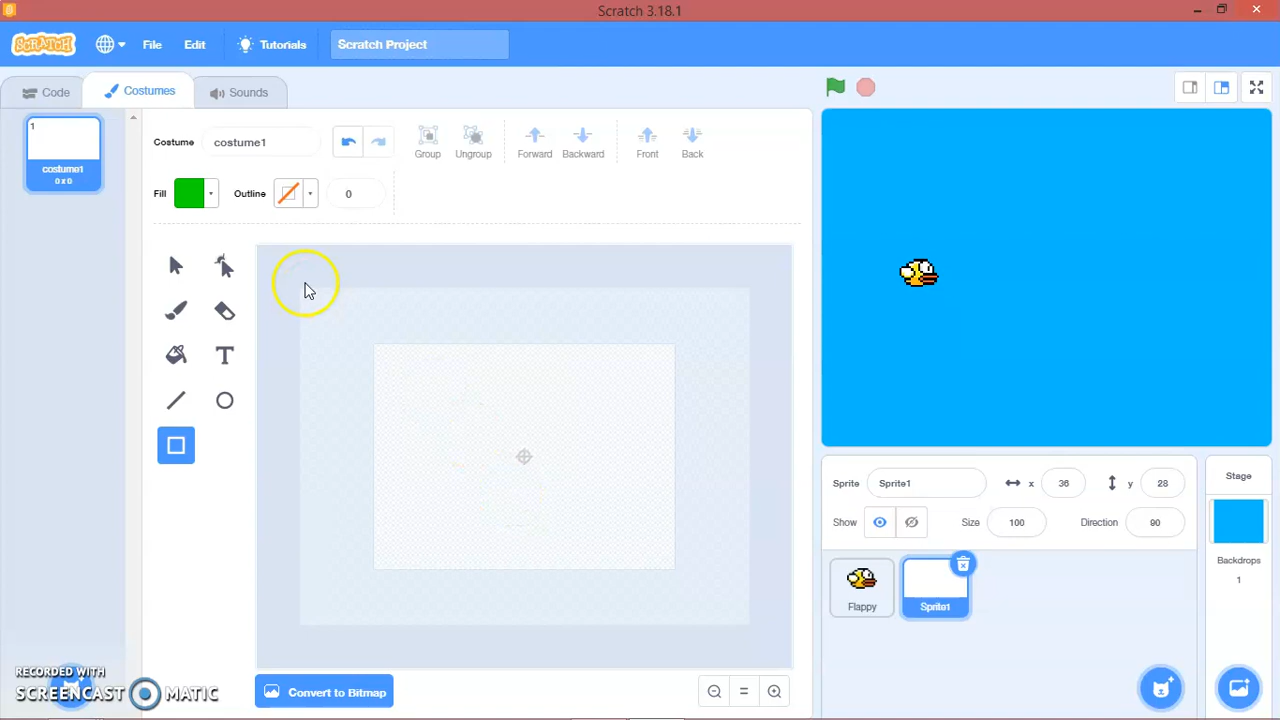 Scratch 3.18.1
SCRATCH File Edit Tutorials Scratch Project
Code Costumes Sounds
1
costume1
0 x 0
Costume costume1 Group Ungroup Forward Backward Front Back
Fill Outline 0
T
Convert to Bitmap
Sprite Sprite1 x 36 y 28
Show Size 100 Direction 90
Flappy Sprite1
Stage
Backdrops
1
RECORDED WITH
SCREENCAST MATIC